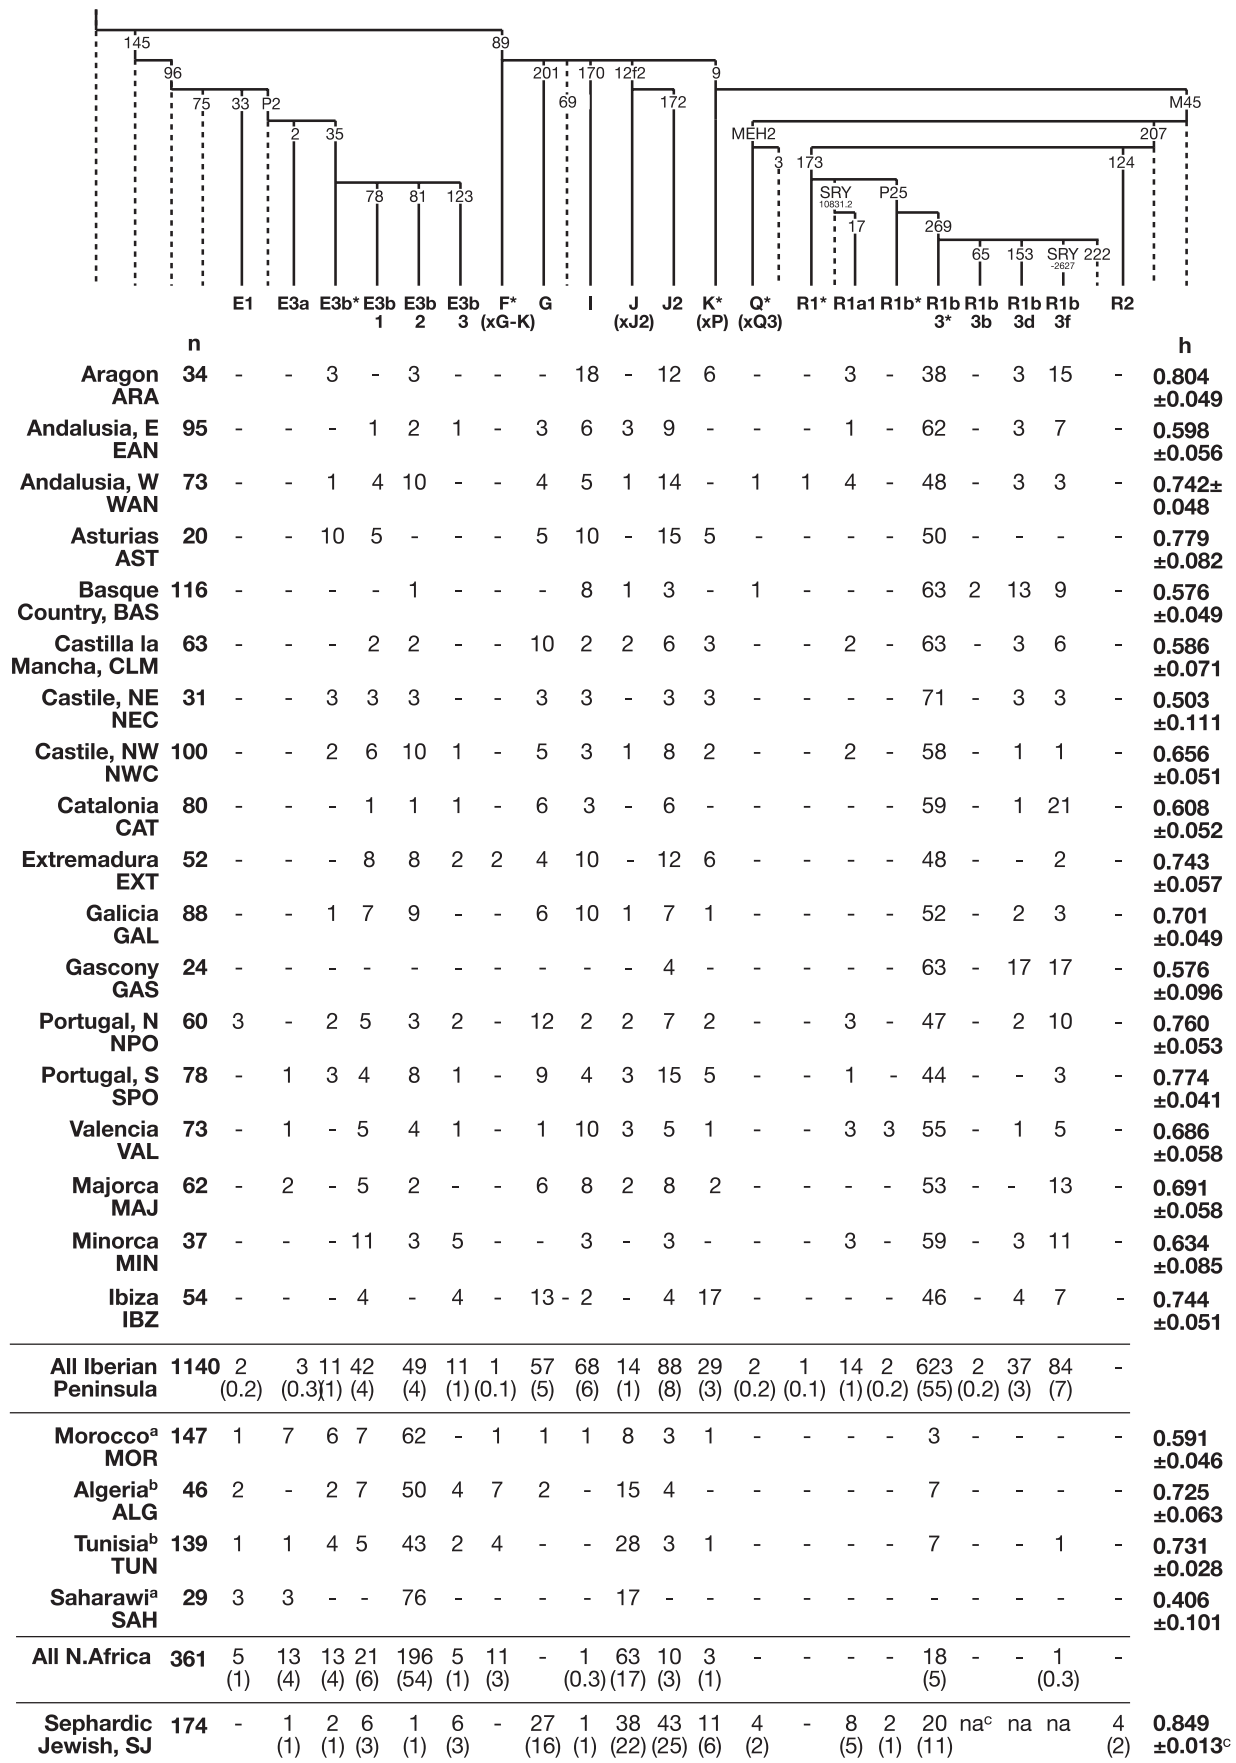 145 89
96 201 170 12f2 9
75 33 P2 69 172 M45
2 35 MEH2 207
3 173 124
78 81 123 SRY P25
10831.2
17 269
65 153 SRY 222
-2627
E1 E3a E3b* E3b E3b E3b F* G I J J2 K* Q* R1* R1a1 R1b* R1b R1b R1b R1b R2
1 2 3 (xG-K) (xJ2) (xP) (xQ3) 3* 3b 3d 3f
n h
Aragon 34 - - 3 - 3 - - - 18 - 12 6 - - 3 - 38 - 3 15 - 0.804
ARA ±0.049
Andalusia, E 95 - - - 1 2 1 - 3 6 3 9 - - - 1 - 62 - 3 7 - 0.598
EAN ±0.056
Andalusia, W 73 - - 1 4 10 - - 4 5 1 14 - 1 1 4 - 48 - 3 3 - 0.742±
WAN 0.048
Asturias 20 - - 10 5 - - - 5 10 - 15 5 - - - - 50 - - - - 0.779
AST ±0.082
Basque 116 - - - - 1 - - - 8 1 3 - 1 - - - 63 2 13 9 - 0.576
Country, BAS ±0.049
Castilla la 63 - - - 2 2 - - 10 2 2 6 3 - - 2 - 63 - 3 6 - 0.586
Mancha, CLM ±0.071
Castile, NE 31 - - 3 3 3 - - 3 3 - 3 3 - - - - 71 - 3 3 - 0.503
NEC ±0.111
Castile, NW 100 - - 2 6 10 1 - 5 3 1 8 2 - - 2 - 58 - 1 1 - 0.656
NWC ±0.051
Catalonia 80 - - - 1 1 1 - 6 3 - 6 - - - - - 59 - 1 21 - 0.608
CAT ±0.052
Extremadura 52 - - - 8 8 2 2 4 10 - 12 6 - - - - 48 - - 2 - 0.743
EXT ±0.057
Galicia 88 - - 1 7 9 - - 6 10 1 7 1 - - - - 52 - 2 3 - 0.701
GAL ±0.049
Gascony 24 - - - - - - - - - - 4 - - - - - 63 - 17 17 - 0.576
GAS ±0.096
Portugal, N 60 3 - 2 5 3 2 - 12 2 2 7 2 - - 3 - 47 - 2 10 - 0.760
NPO ±0.053
Portugal, S 78 - 1 3 4 8 1 - 9 4 3 15 5 - - 1 - 44 - - 3 - 0.774
SPO ±0.041
Valencia 73 - 1 - 5 4 1 - 1 10 3 5 1 - - 3 3 55 - 1 5 - 0.686
VAL ±0.058
Majorca 62 - 2 - 5 2 - - 6 8 2 8 2 - - - - 53 - - 13 - 0.691
MAJ ±0.058
Minorca 37 - - - 11 3 5 - - 3 - 3 - - - 3 - 59 - 3 11 - 0.634
MIN ±0.085
Ibiza 54 - - - 4 - 4 - 13 - 2 - 4 17 - - - - 46 - 4 7 - 0.744
IBZ ±0.051
All Iberian 1140 2 3 11 42 49 11 1 57 68 14 88 29 2 1 14 2 623 2 37 84 -
Peninsula (0.2) (0.3) (1) (4) (4) (1) (0.1) (5) (6) (1) (8) (3) (0.2) (0.1) (1) (0.2) (55) (0.2) (3) (7)
Moroccoᵃ 147 1 7 6 7 62 - 1 1 1 8 3 1 - - - - 3 - - - - 0.591
MOR ±0.046
Algeriaᵇ 46 2 - 2 7 50 4 7 2 - 15 4 - - - - - 7 - - - - 0.725
ALG ±0.063
Tunisiaᵇ 139 1 1 4 5 43 2 4 - - 28 3 1 - - - - 7 - - 1 - 0.731
TUN ±0.028
Saharawiᵃ 29 3 3 - - 76 - - - - 17 - - - - - - - - - - - 0.406
SAH ±0.101
All N.Africa 361 5 13 13 21 196 5 11 - 1 63 10 3 - - - - 18 - - 1 -
(1) (4) (4) (6) (54) (1) (3) (0.3) (17) (3) (1) (5) (0.3)
Sephardic 174 - 1 2 6 1 6 - 27 1 38 43 11 4 - 8 2 20 naᶜ na na 4 0.849
Jewish, SJ (1) (1) (3) (1) (3) (16) (1) (22) (25) (6) (2) (5) (1) (11) (2) ±0.013ᶜ